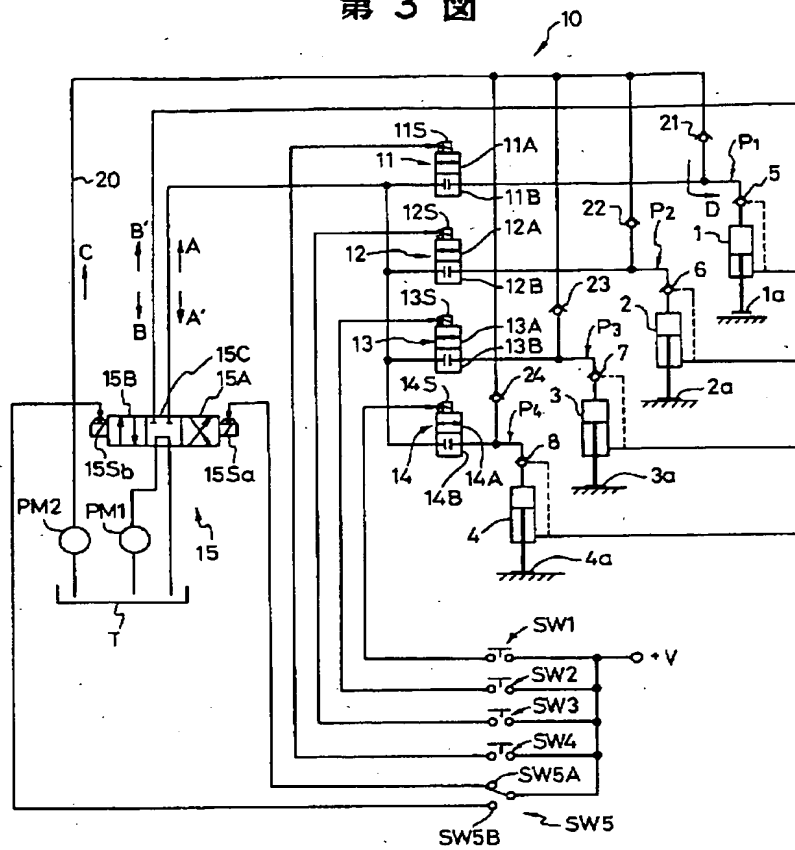 第3図
10
11S
11
11A
11B
21
P1
5
D
1
1a
20
C
B'
A
B
A'
12S
12
12A
12B
22
P2
6
2
2a
13S
13
13A
13B
23
P3
7
3
3a
15C
15B
15A
14S
24
P4
14
14A
14B
8
4
4a
15Sb
15Sa
PM2
PM1
15
T
SW1
+V
SW2
SW3
SW4
SW5A
SW5
SW5B